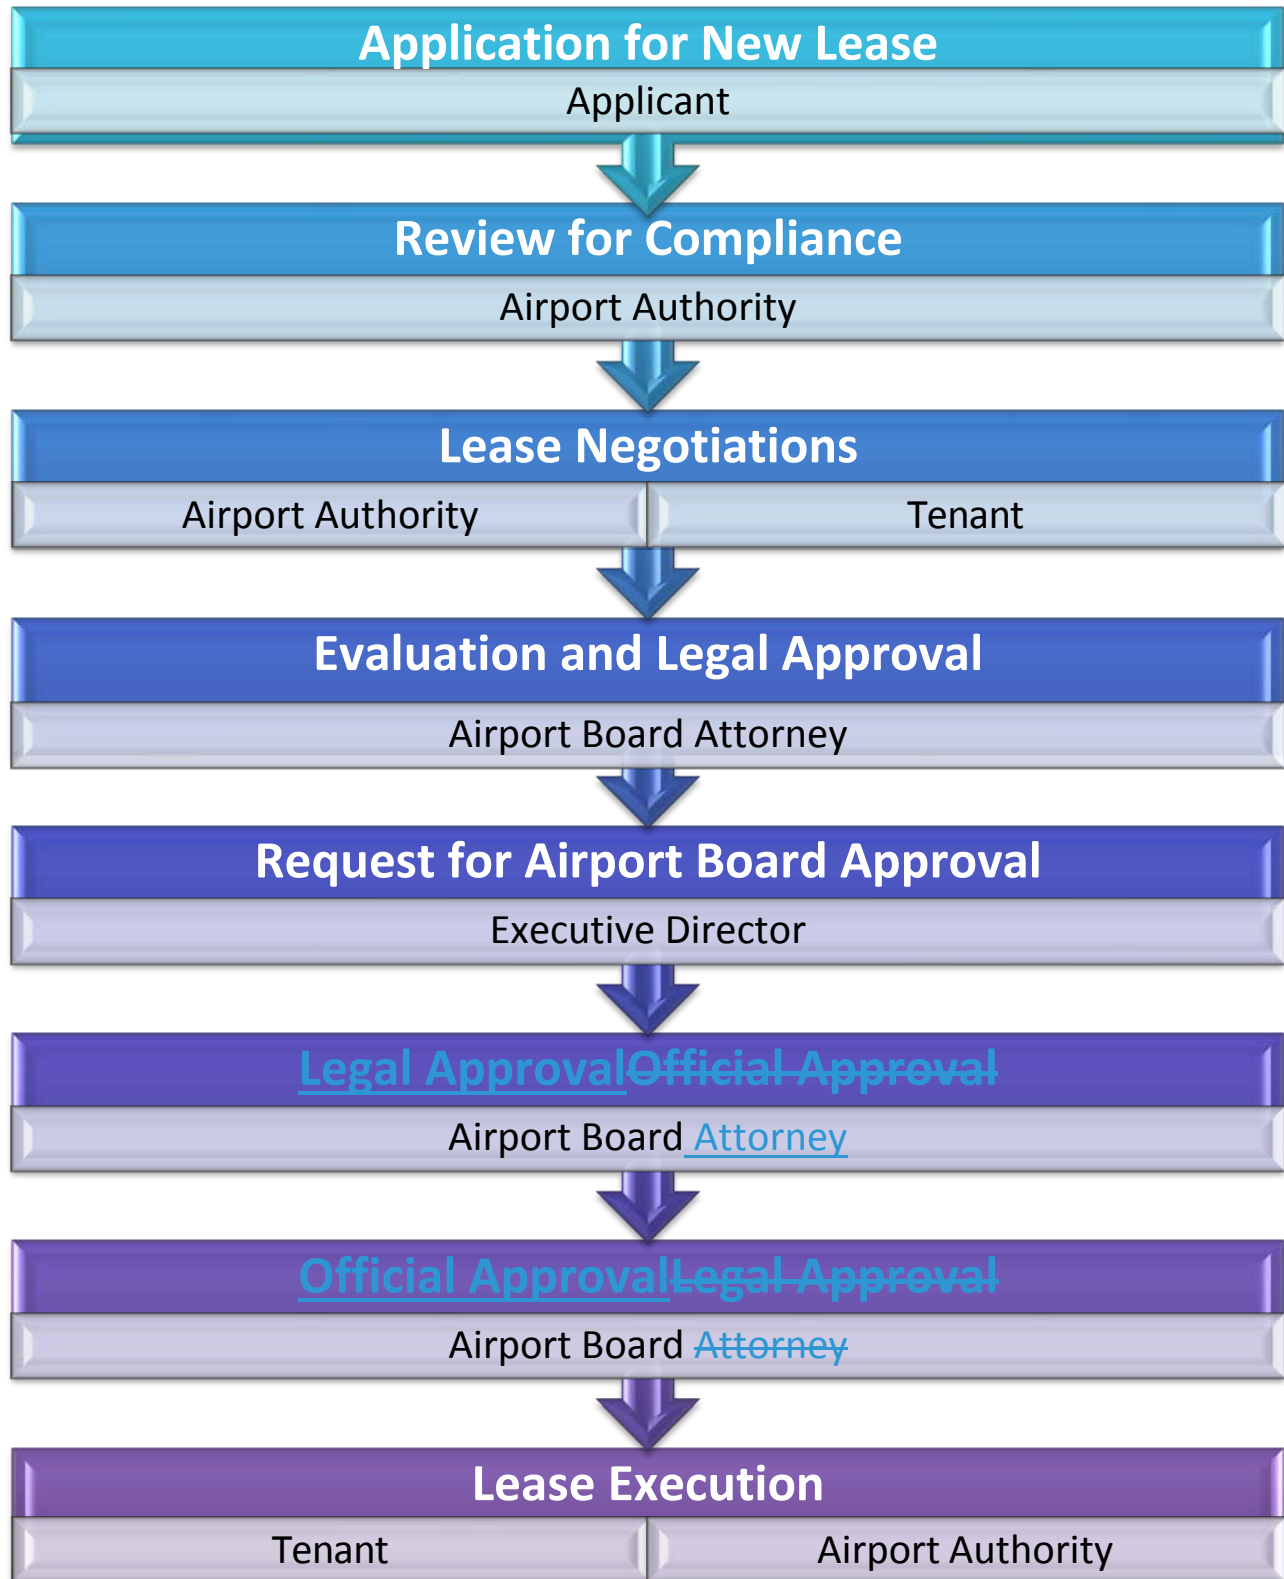 Application for New Lease
Applicant
Review for Compliance
Airport Authority
Lease Negotiations
Airport Authority Tenant
Evaluation and Legal Approval
Airport Board Attorney
Request for Airport Board Approval
Executive Director
Legal ApprovalOfficial Approval
Airport Board Attorney
Official ApprovalLegal Approval
Airport Board Attorney
Lease Execution
Tenant Airport Authority